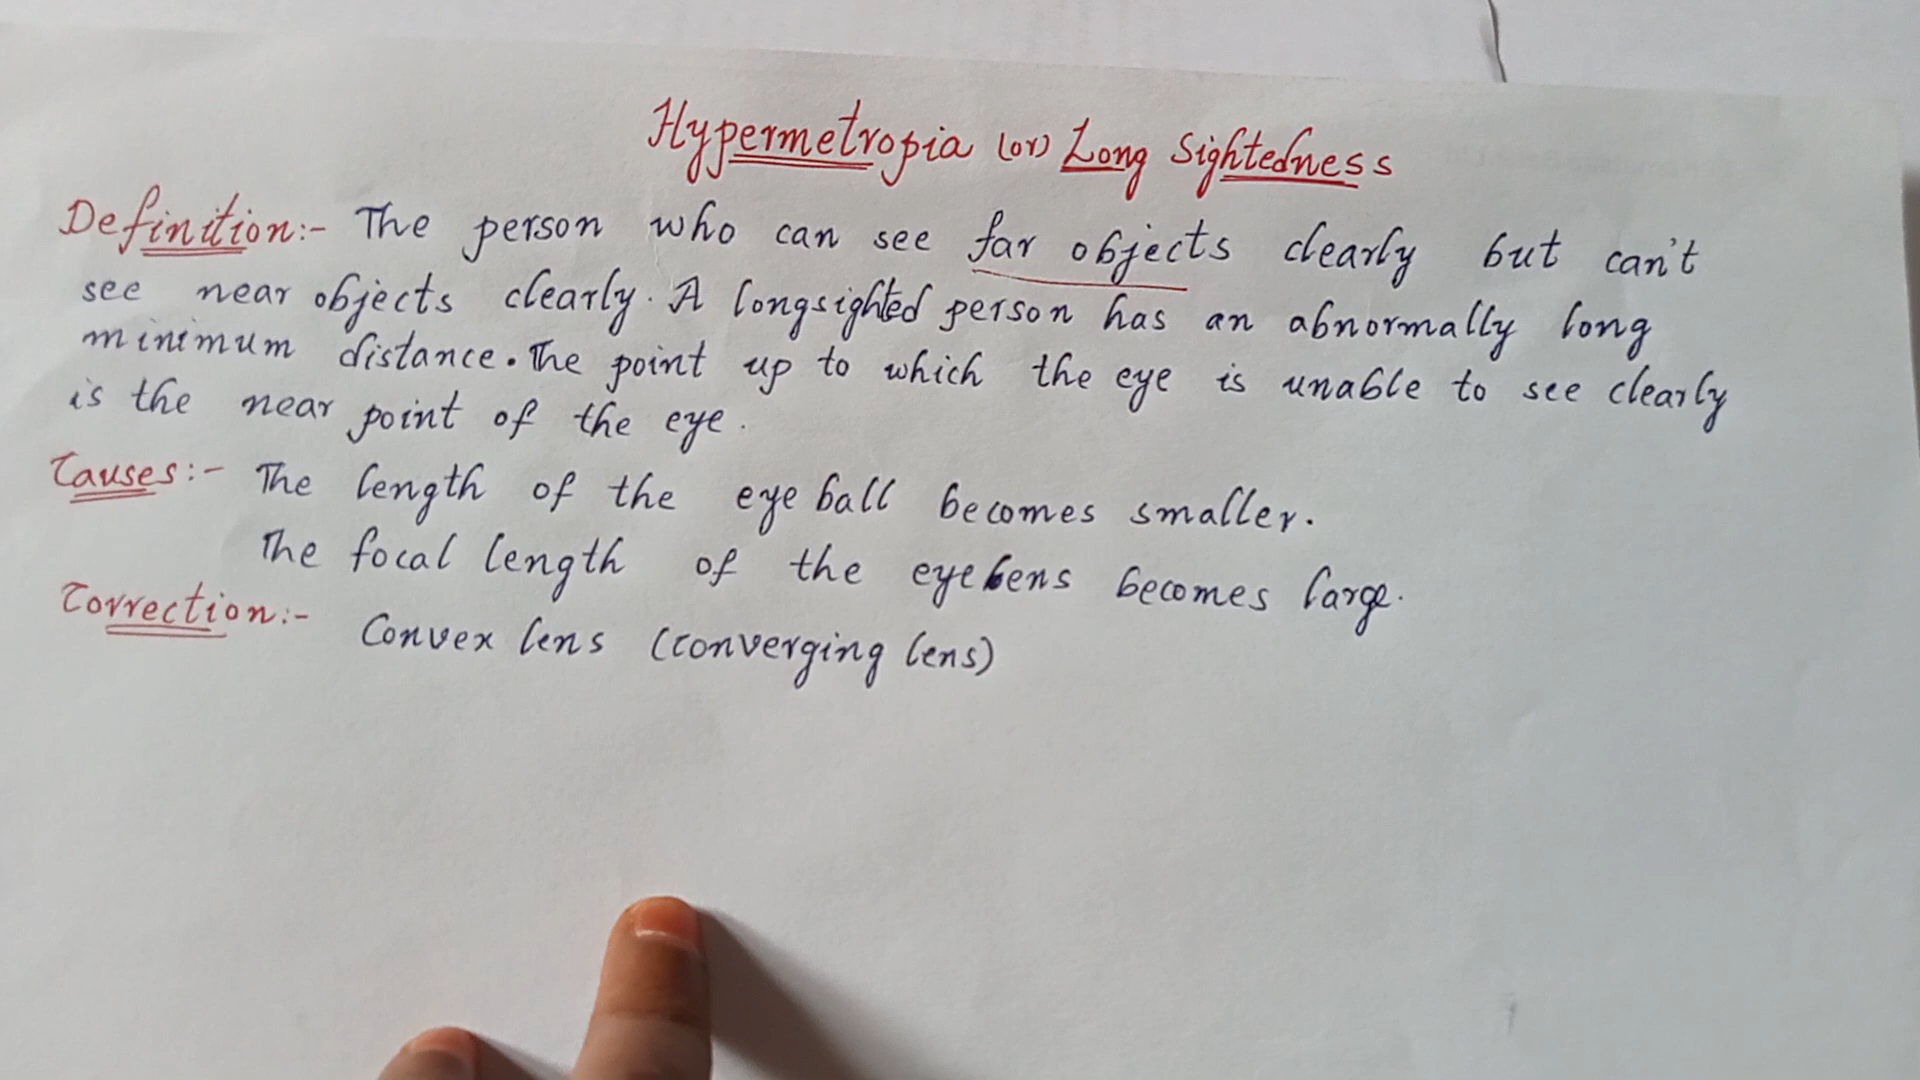 Hypermetropia (or) Long Sightedness
Definition:- The person who can see far objects clearly but can't
see near objects clearly. A longsighted person has an abnormally long
minimum distance. The point up to which the eye is unable to see clearly
is the near point of the eye.
Causes:- The length of the eye ball becomes smaller.
The focal length of the eye lens becomes large.
Correction:- Convex lens (converging lens)